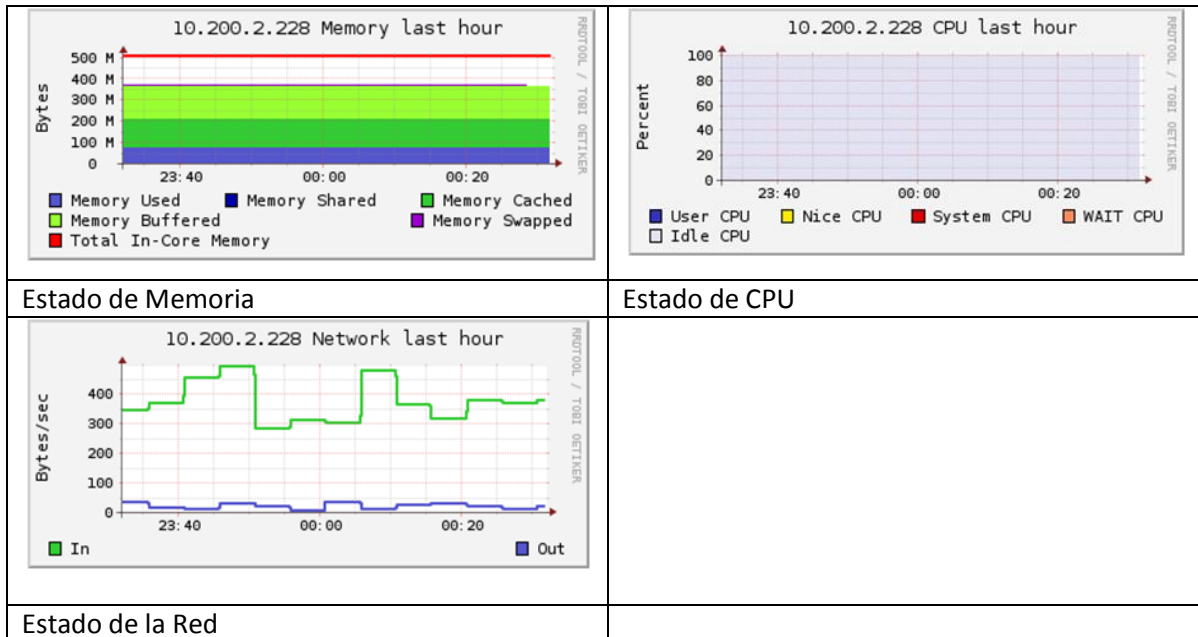 10.200.2.228 Memory last hour
RRDTOOL / TOBI OETIKER
Bytes
500 M
400 M
300 M
200 M
100 M
0
23:40 00:00 00:20
Memory Used Memory Shared Memory Cached
Memory Buffered Memory Swapped
Total In-Core Memory
Estado de Memoria
10.200.2.228 CPU last hour
RRDTOOL / TOBI OETIKER
Percent
100
80
60
40
20
0
23:40 00:00 00:20
User CPU Nice CPU System CPU WAIT CPU
Idle CPU
Estado de CPU
10.200.2.228 Network last hour
RRDTOOL / TOBI OETIKER
Bytes/sec
400
300
200
100
0
23:40 00:00 00:20
In Out
Estado de la Red